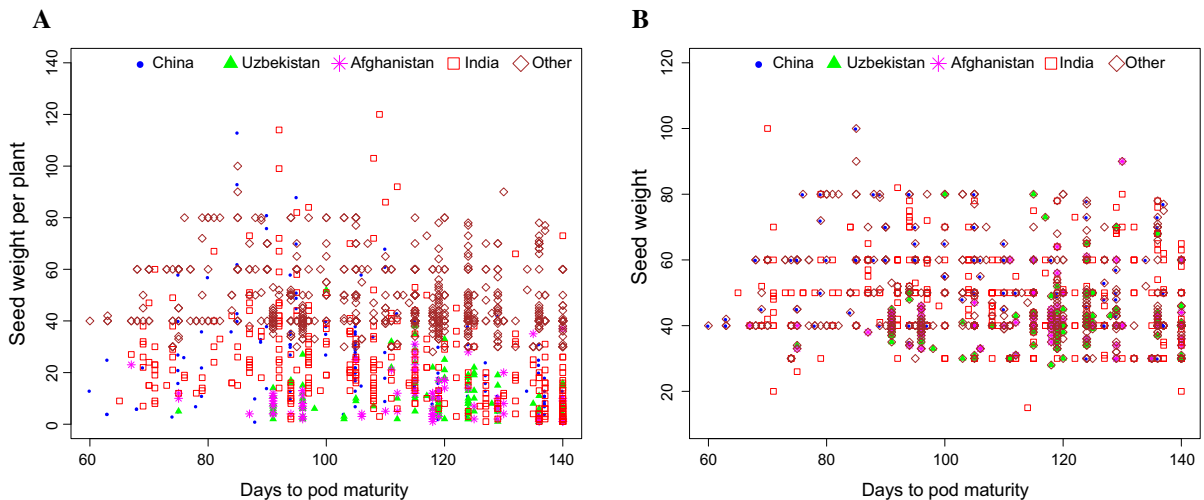 A
Seed weight per plant
140
120
100
80
60
40
20
0
China Uzbekistan Afghanistan India Other
60 80 100 120 140
Days to pod maturity
B
Seed weight
120
100
80
60
40
20
China Uzbekistan Afghanistan India Other
60 80 100 120 140
Days to pod maturity